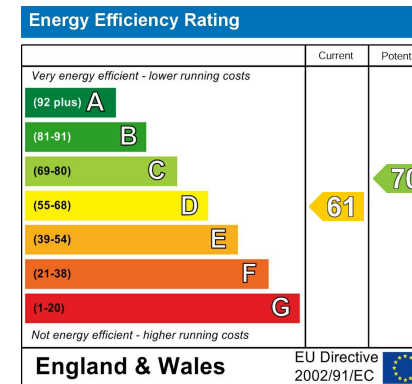 Energy Efficiency Rating
Current Potent
Very energy efficient - lower running costs
(92 plus) A
(81-91) B
(69-80) C
70
(55-68) D
61
(39-54) E
(21-38) F
(1-20) G
Not energy efficient - higher running costs
England & Wales
EU Directive
2002/91/EC